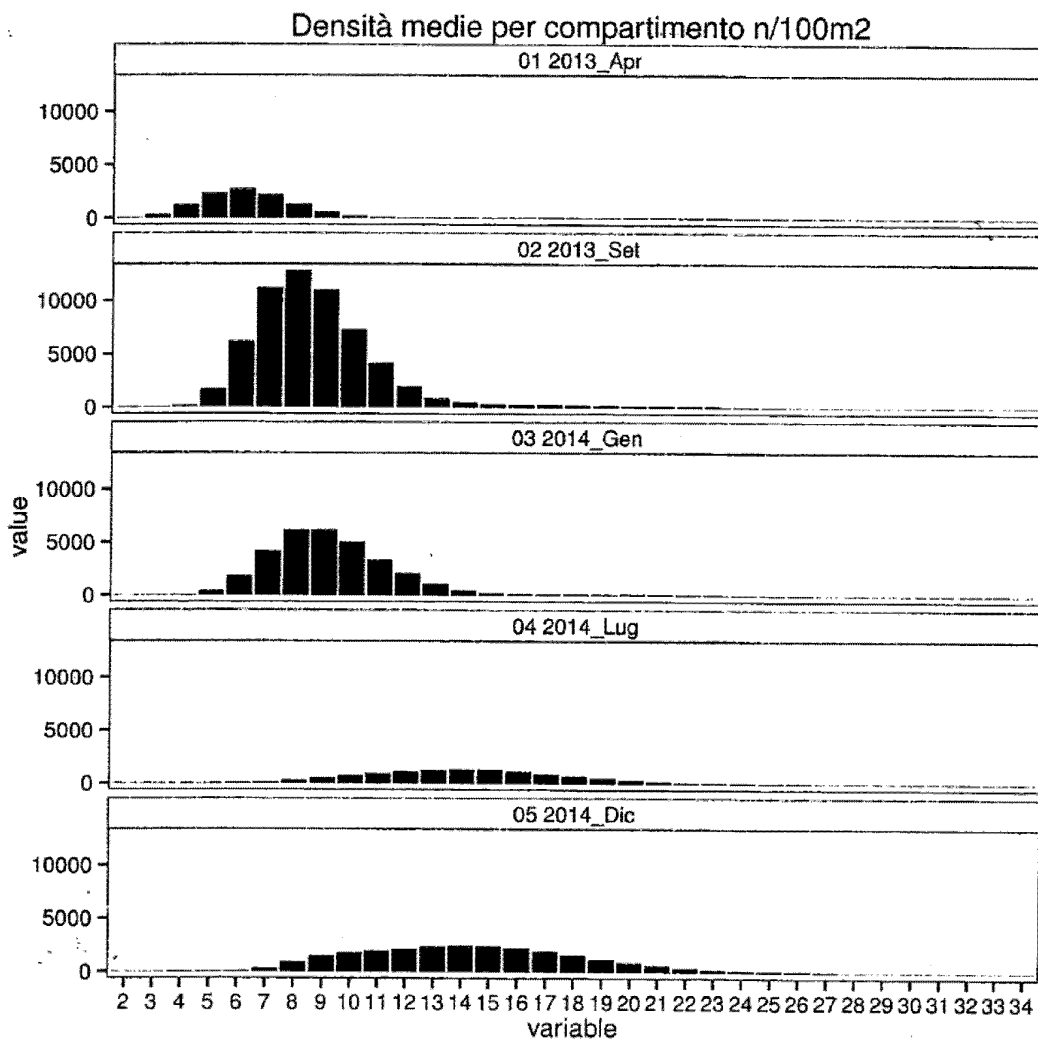 Densità medie per compartimento n/100m2
01 2013_Apr
10000
5000
0
02 2013_Set
10000
5000
0
03 2014_Gen
10000
5000
0
value
04 2014_Lug
10000
5000
0
05 2014_Dic
10000
5000
0
2 3 4 5 6 7 8 9 10 11 12 13 14 15 16 17 18 19 20 21 22 23 24 25 26 27 28 29 30 31 32 33 34
variable